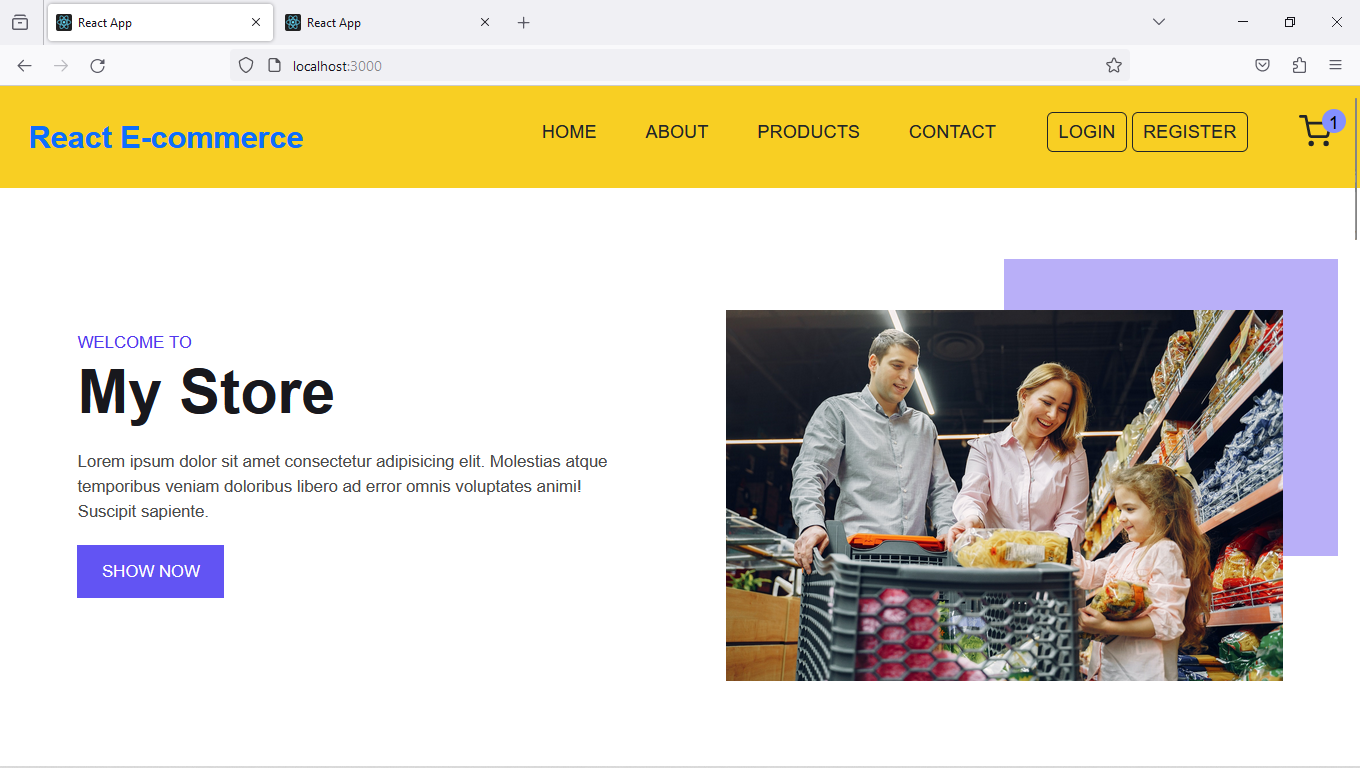 React App
React App
localhost:3000
React E-commerce
HOME
ABOUT
PRODUCTS
CONTACT
LOGIN
REGISTER
1
WELCOME TO
My Store
Lorem ipsum dolor sit amet consectetur adipisicing elit. Molestias atque
temporibus veniam doloribus libero ad error omnis voluptates animi!
Suscipit sapiente.
SHOW NOW